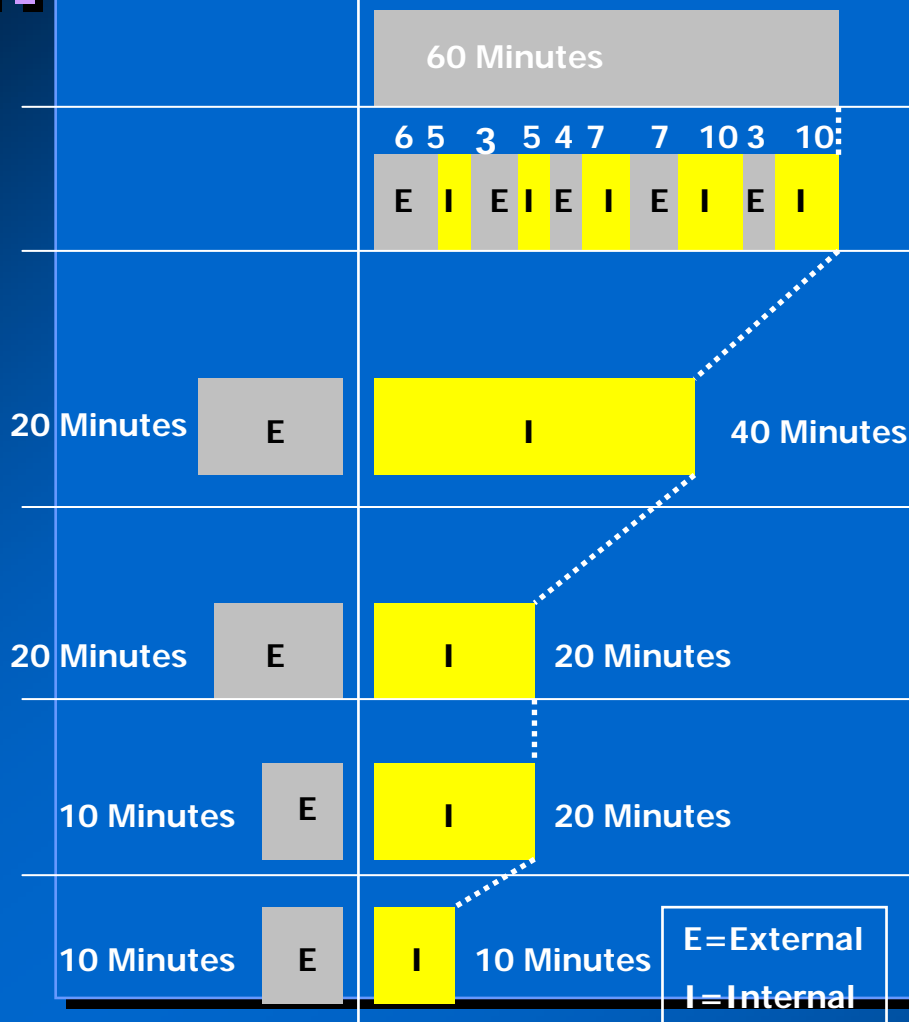 60 Minutes
6 5 3 5 4 7 7 10 3 10
E I E I E I E I E I
20 Minutes E I 40 Minutes
20 Minutes E I 20 Minutes
10 Minutes E I 20 Minutes
10 Minutes E I 10 Minutes
E=External
I=Internal